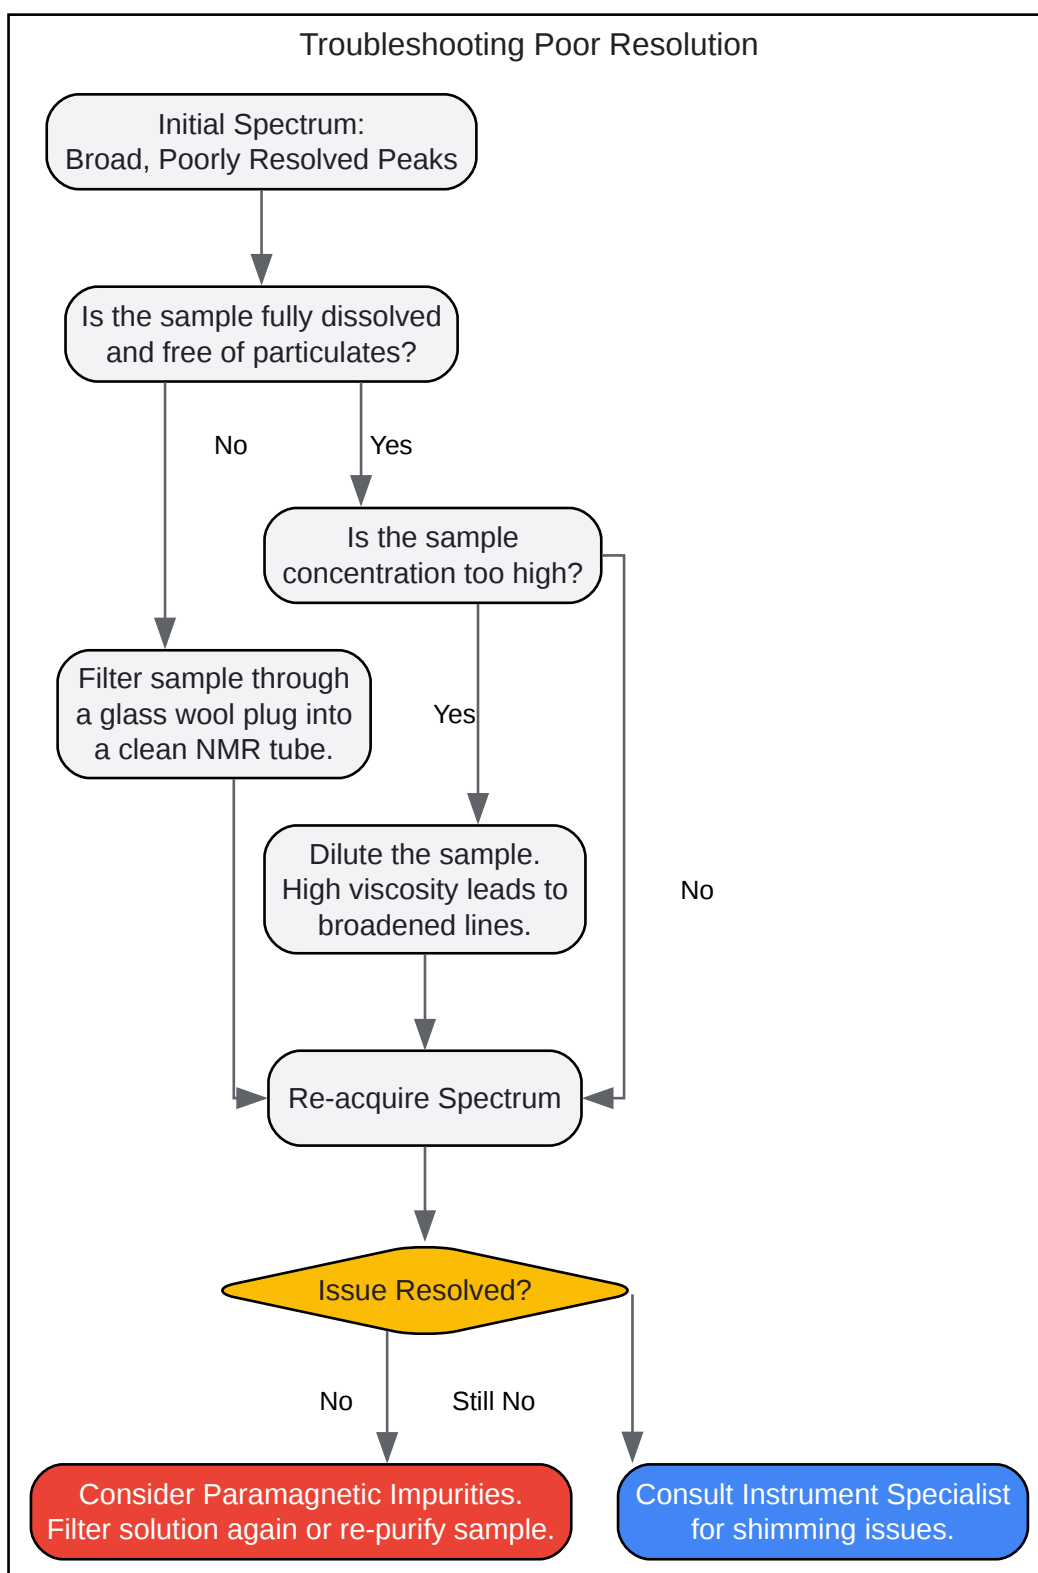 Troubleshooting Poor Resolution
Initial Spectrum:
Broad, Poorly Resolved Peaks
Is the sample fully dissolved
and free of particulates?
No
Yes
Is the sample
concentration too high?
Filter sample through
a glass wool plug into
a clean NMR tube.
Yes
Dilute the sample.
High viscosity leads to
broadened lines.
No
Re-acquire Spectrum
Issue Resolved?
No
Still No
Consider Paramagnetic Impurities.
Filter solution again or re-purify sample.
Consult Instrument Specialist
for shimming issues.